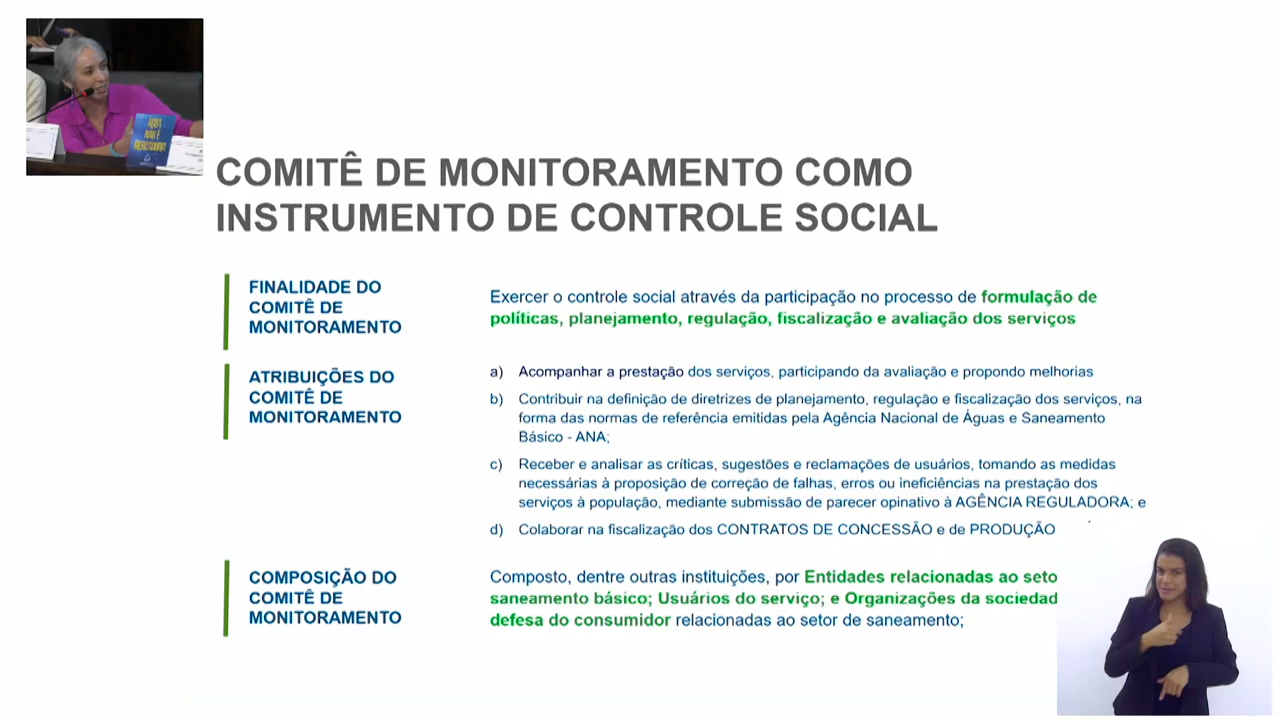 ÁGUA
NÃO É
MERCADORIA
COMITÊ DE MONITORAMENTO COMO
INSTRUMENTO DE CONTROLE SOCIAL
FINALIDADE DO
COMITÊ DE
MONITORAMENTO
Exercer o controle social através da participação no processo de formulação de
políticas, planejamento, regulação, fiscalização e avaliação dos serviços
ATRIBUIÇÕES DO
COMITÊ DE
MONITORAMENTO
a) Acompanhar a prestação dos serviços, participando da avaliação e propondo melhorias
b) Contribuir na definição de diretrizes de planejamento, regulação e fiscalização dos serviços, na
forma das normas de referência emitidas pela Agência Nacional de Águas e Saneamento
Básico - ANA;
c) Receber e analisar as críticas, sugestões e reclamações de usuários, tomando as medidas
necessárias à proposição de correção de falhas, erros ou ineficiências na prestação dos
serviços à população, mediante submissão de parecer opinativo à AGÊNCIA REGULADORA; e
d) Colaborar na fiscalização dos CONTRATOS DE CONCESSÃO e de PRODUÇÃO
COMPOSIÇÃO DO
COMITÊ DE
MONITORAMENTO
Composto, dentre outras instituições, por Entidades relacionadas ao seto
saneamento básico; Usuários do serviço; e Organizações da sociedad
defesa do consumidor relacionadas ao setor de saneamento;